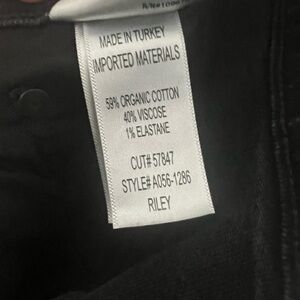 MADE IN TURKEY
IMPORTED MATERIALS
59% ORGANIC COTTON
40% VISCOSE
1% ELASTANE
CUT# 57847
STYLE# A056-1286
RILEY